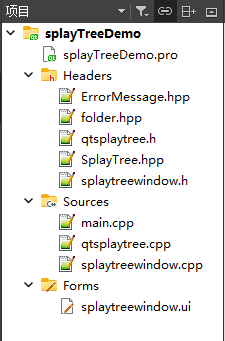 项目
splayTreeDemo
splayTreeDemo.pro
Headers
ErrorMessage.hpp
folder.hpp
qtsplaytree.h
SplayTree.hpp
splaytreewindow.h
Sources
main.cpp
qtsplaytree.cpp
splaytreewindow.cpp
Forms
splaytreewindow.ui